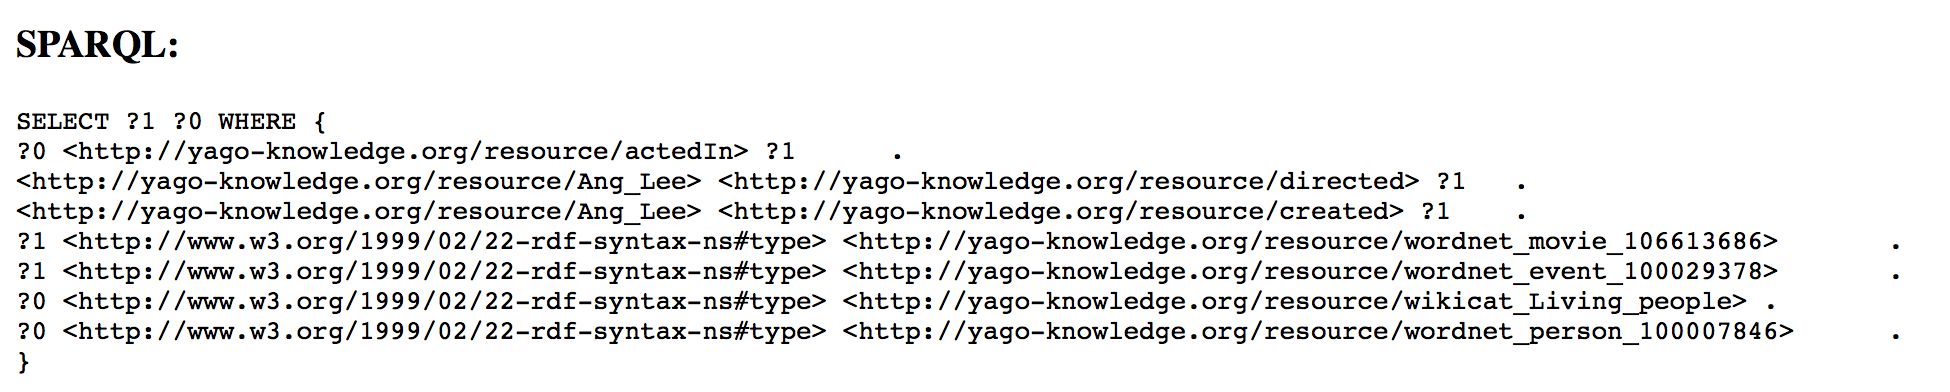 SPARQL:
SELECT ?1 ?0 WHERE {
?0 <http://yago-knowledge.org/resource/actedIn> ?1 .
<http://yago-knowledge.org/resource/Ang_Lee> <http://yago-knowledge.org/resource/directed> ?1 .
<http://yago-knowledge.org/resource/Ang_Lee> <http://yago-knowledge.org/resource/created> ?1 .
?1 <http://www.w3.org/1999/02/22-rdf-syntax-ns#type> <http://yago-knowledge.org/resource/wordnet_movie_106613686> .
?1 <http://www.w3.org/1999/02/22-rdf-syntax-ns#type> <http://yago-knowledge.org/resource/wordnet_event_100029378> .
?0 <http://www.w3.org/1999/02/22-rdf-syntax-ns#type> <http://yago-knowledge.org/resource/wikicat_Living_people> .
?0 <http://www.w3.org/1999/02/22-rdf-syntax-ns#type> <http://yago-knowledge.org/resource/wordnet_person_100007846> .
}